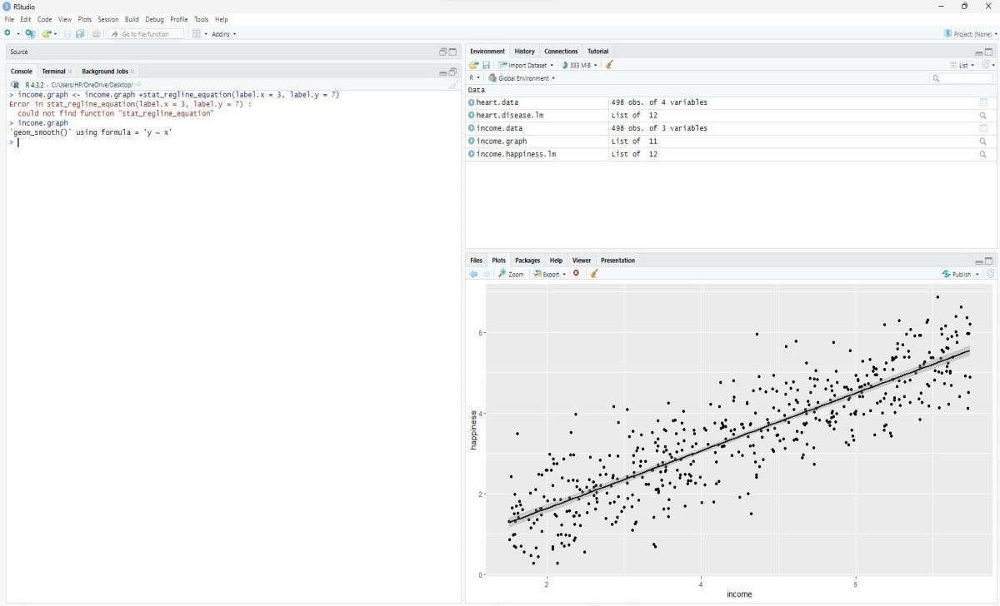 RStudio
File Edit Code View Plots Session Build Debug Profile Tools Help
Go to file/function Addins Project: (None)
Source
Console Terminal Background Jobs
R 4.3.2 · C:/Users/HP/OneDrive/Desktop/
> income.graph <- income.graph +stat_regline_equation(label.x = 3, label.y = 7)
Error in stat_regline_equation(label.x = 3, label.y = 7) :
could not find function "stat_regline_equation"
> income.graph
`geom_smooth()` using formula = 'y ~ x'
>
Environment History Connections Tutorial
Import Dataset 333 MiB List
R Global Environment
Data
heart.data 498 obs. of 4 variables
heart.disease.lm List of 12
income.data 498 obs. of 3 variables
income.graph List of 11
income.happiness.lm List of 12
Files Plots Packages Help Viewer Presentation
Zoom Export Publish
6
4
2
0
happiness
2 4 6
income